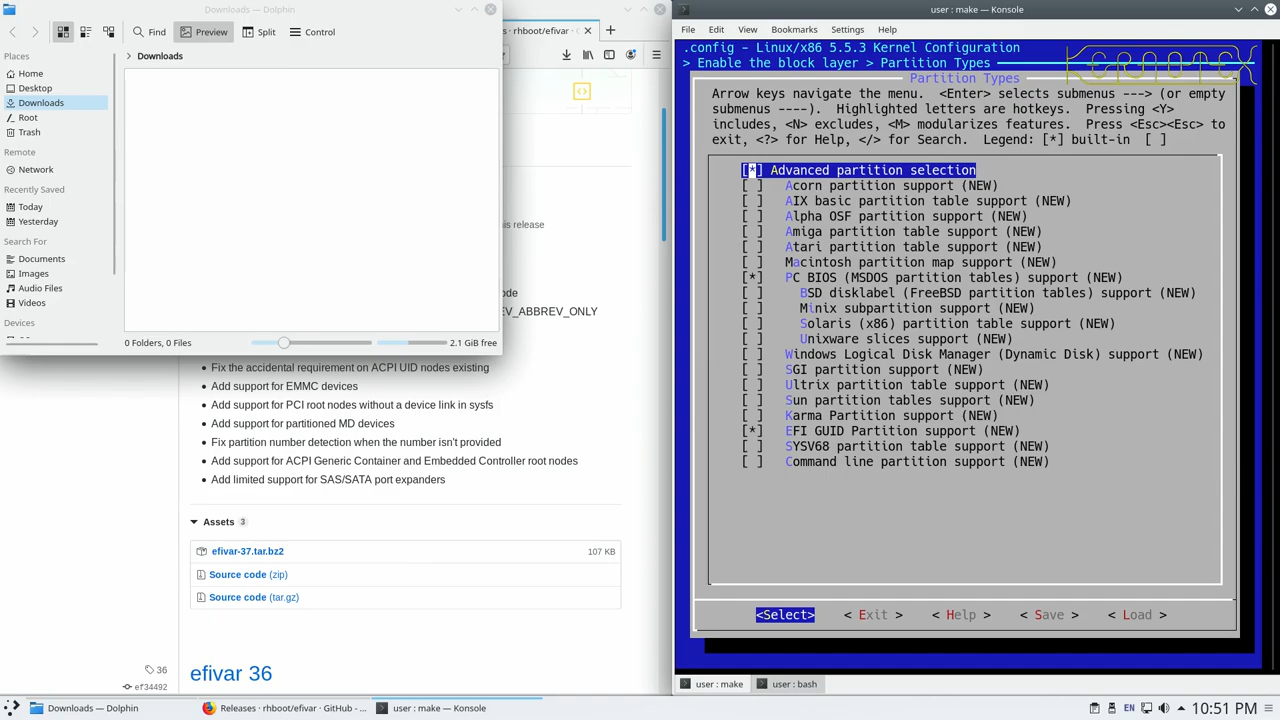 Downloads — Dolphin
Find
Preview
Split
Control
Places
Home
Desktop
Downloads
Root
Trash
Remote
Network
Recently Saved
Today
Yesterday
Search For
Documents
Images
Audio Files
Videos
Devices
Downloads
0 Folders, 0 Files
2.1 GiB free
rhboot/efivar ·
is release
ode
EV_ABBREV_ONLY
Fix the accidental requirement on ACPI UID nodes existing
Add support for EMMC devices
Add support for PCI root nodes without a device link in sysfs
Add support for partitioned MD devices
Fix partition number detection when the number isn't provided
Add support for ACPI Generic Container and Embedded Controller root nodes
Add limited support for SAS/SATA port expanders
Assets 3
efivar-37.tar.bz2 107 KB
Source code (zip)
Source code (tar.gz)
36
ef34492
efivar 36
user : make — Konsole
File Edit View Bookmarks Settings Help
.config - Linux/x86 5.5.3 Kernel Configuration
> Enable the block layer > Partition Types
KERNOTEX
Partition Types
Arrow keys navigate the menu. <Enter> selects submenus ---> (or empty
submenus ----). Highlighted letters are hotkeys. Pressing <Y>
includes, <N> excludes, <M> modularizes features. Press <Esc><Esc> to
exit, <?> for Help, </> for Search. Legend: [*] built-in [ ]
[*] Advanced partition selection
[ ] Acorn partition support (NEW)
[ ] AIX basic partition table support (NEW)
[ ] Alpha OSF partition support (NEW)
[ ] Amiga partition table support (NEW)
[ ] Atari partition table support (NEW)
[ ] Macintosh partition map support (NEW)
[*] PC BIOS (MSDOS partition tables) support (NEW)
[ ] BSD disklabel (FreeBSD partition tables) support (NEW)
[ ] Minix subpartition support (NEW)
[ ] Solaris (x86) partition table support (NEW)
[ ] Unixware slices support (NEW)
[ ] Windows Logical Disk Manager (Dynamic Disk) support (NEW)
[ ] SGI partition support (NEW)
[ ] Ultrix partition table support (NEW)
[ ] Sun partition tables support (NEW)
[ ] Karma Partition support (NEW)
[*] EFI GUID Partition support (NEW)
[ ] SYSV68 partition table support (NEW)
[ ] Command line partition support (NEW)
<Select> < Exit > < Help > < Save > < Load >
user : make
user : bash
Downloads — Dolphin
Releases · rhboot/efivar · GitHub - ...
user : make — Konsole
EN
10:51 PM